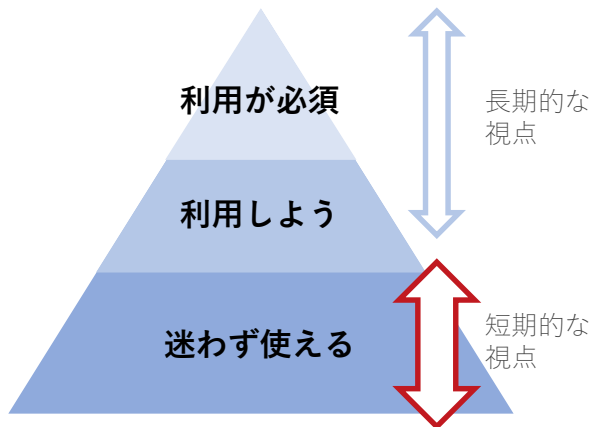 利用が必須
長期的な
視点
利用しよう
迷わず使える
短期的な
視点